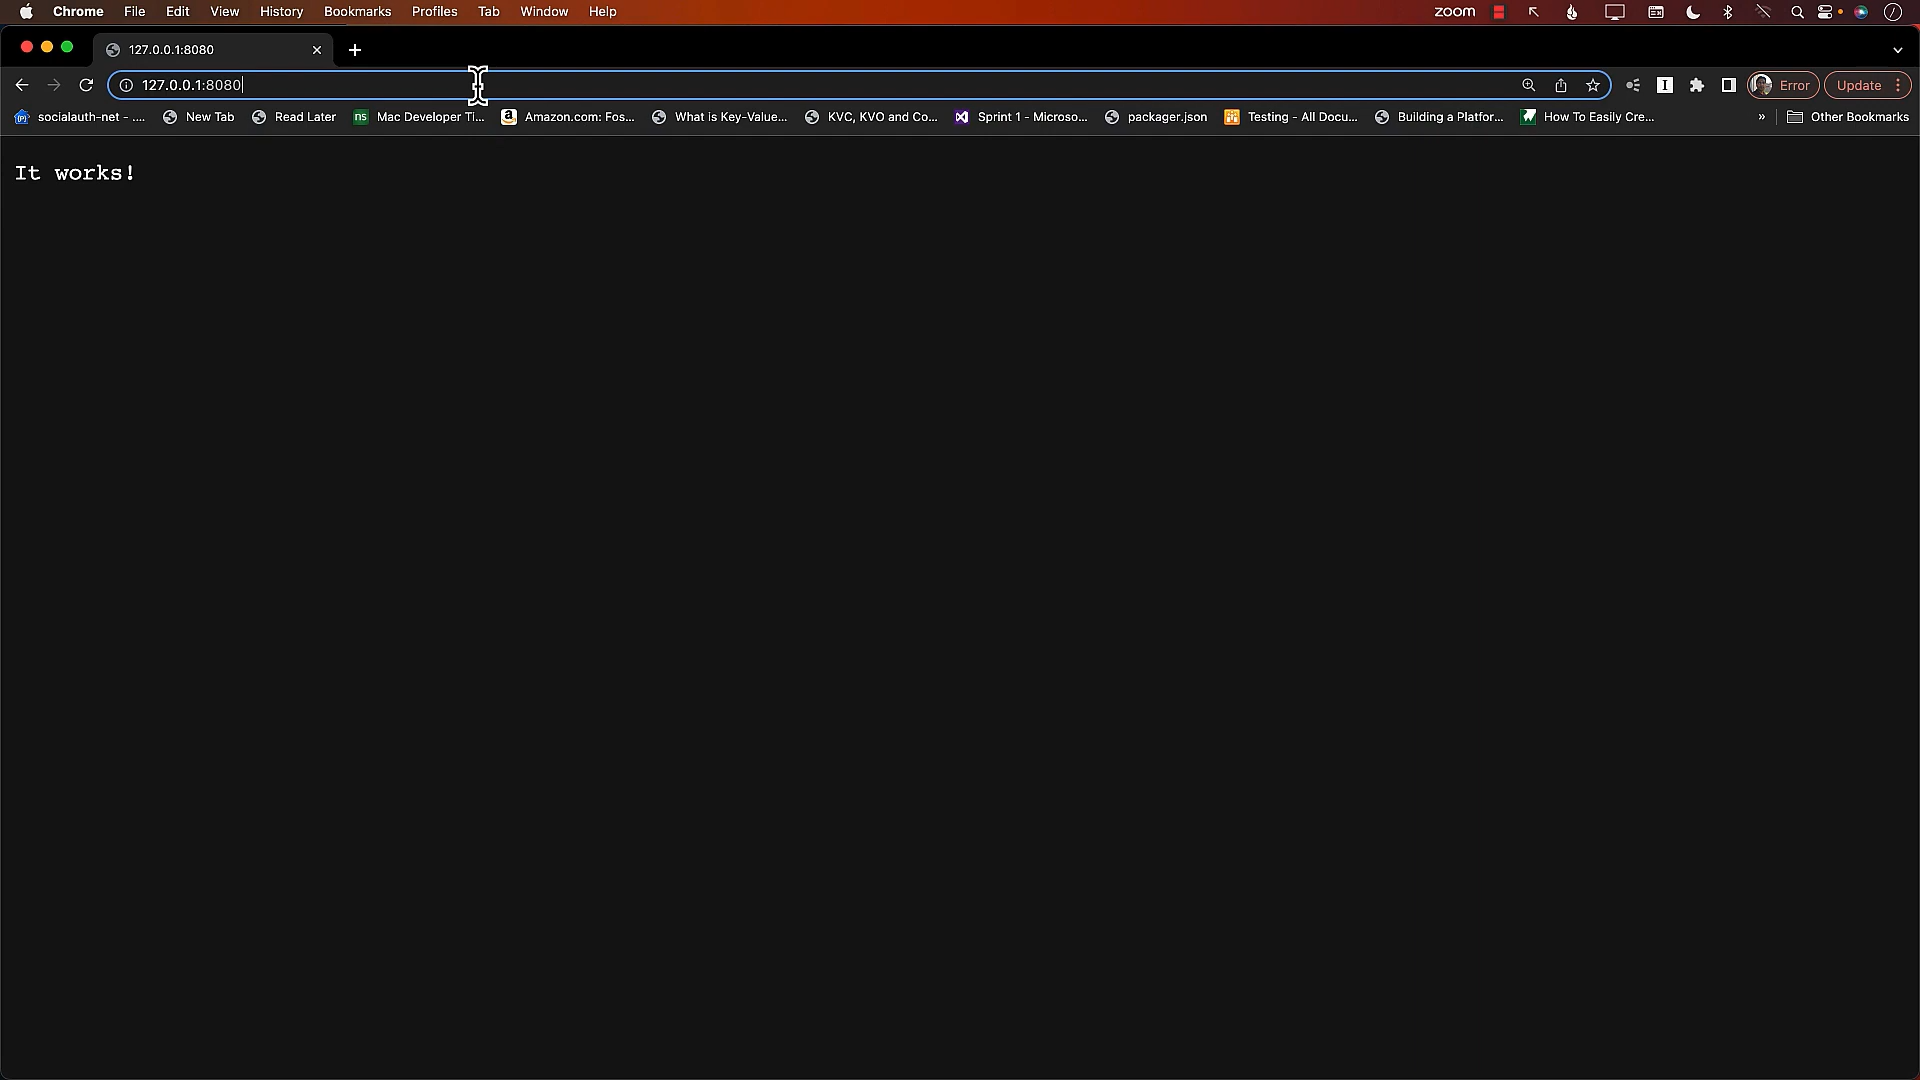 Chrome File Edit View History Bookmarks Profiles Tab Window Help zoom
127.0.0.1:8080
127.0.0.1:8080 Error Update
socialauth-net - .... New Tab Read Later ns Mac Developer Ti... Amazon.com: Fos... What is Key-Value... KVC, KVO and Co... Sprint 1 - Microso... packager.json Testing - All Docu... Building a Platfor... How To Easily Cre... » Other Bookmarks
It works!